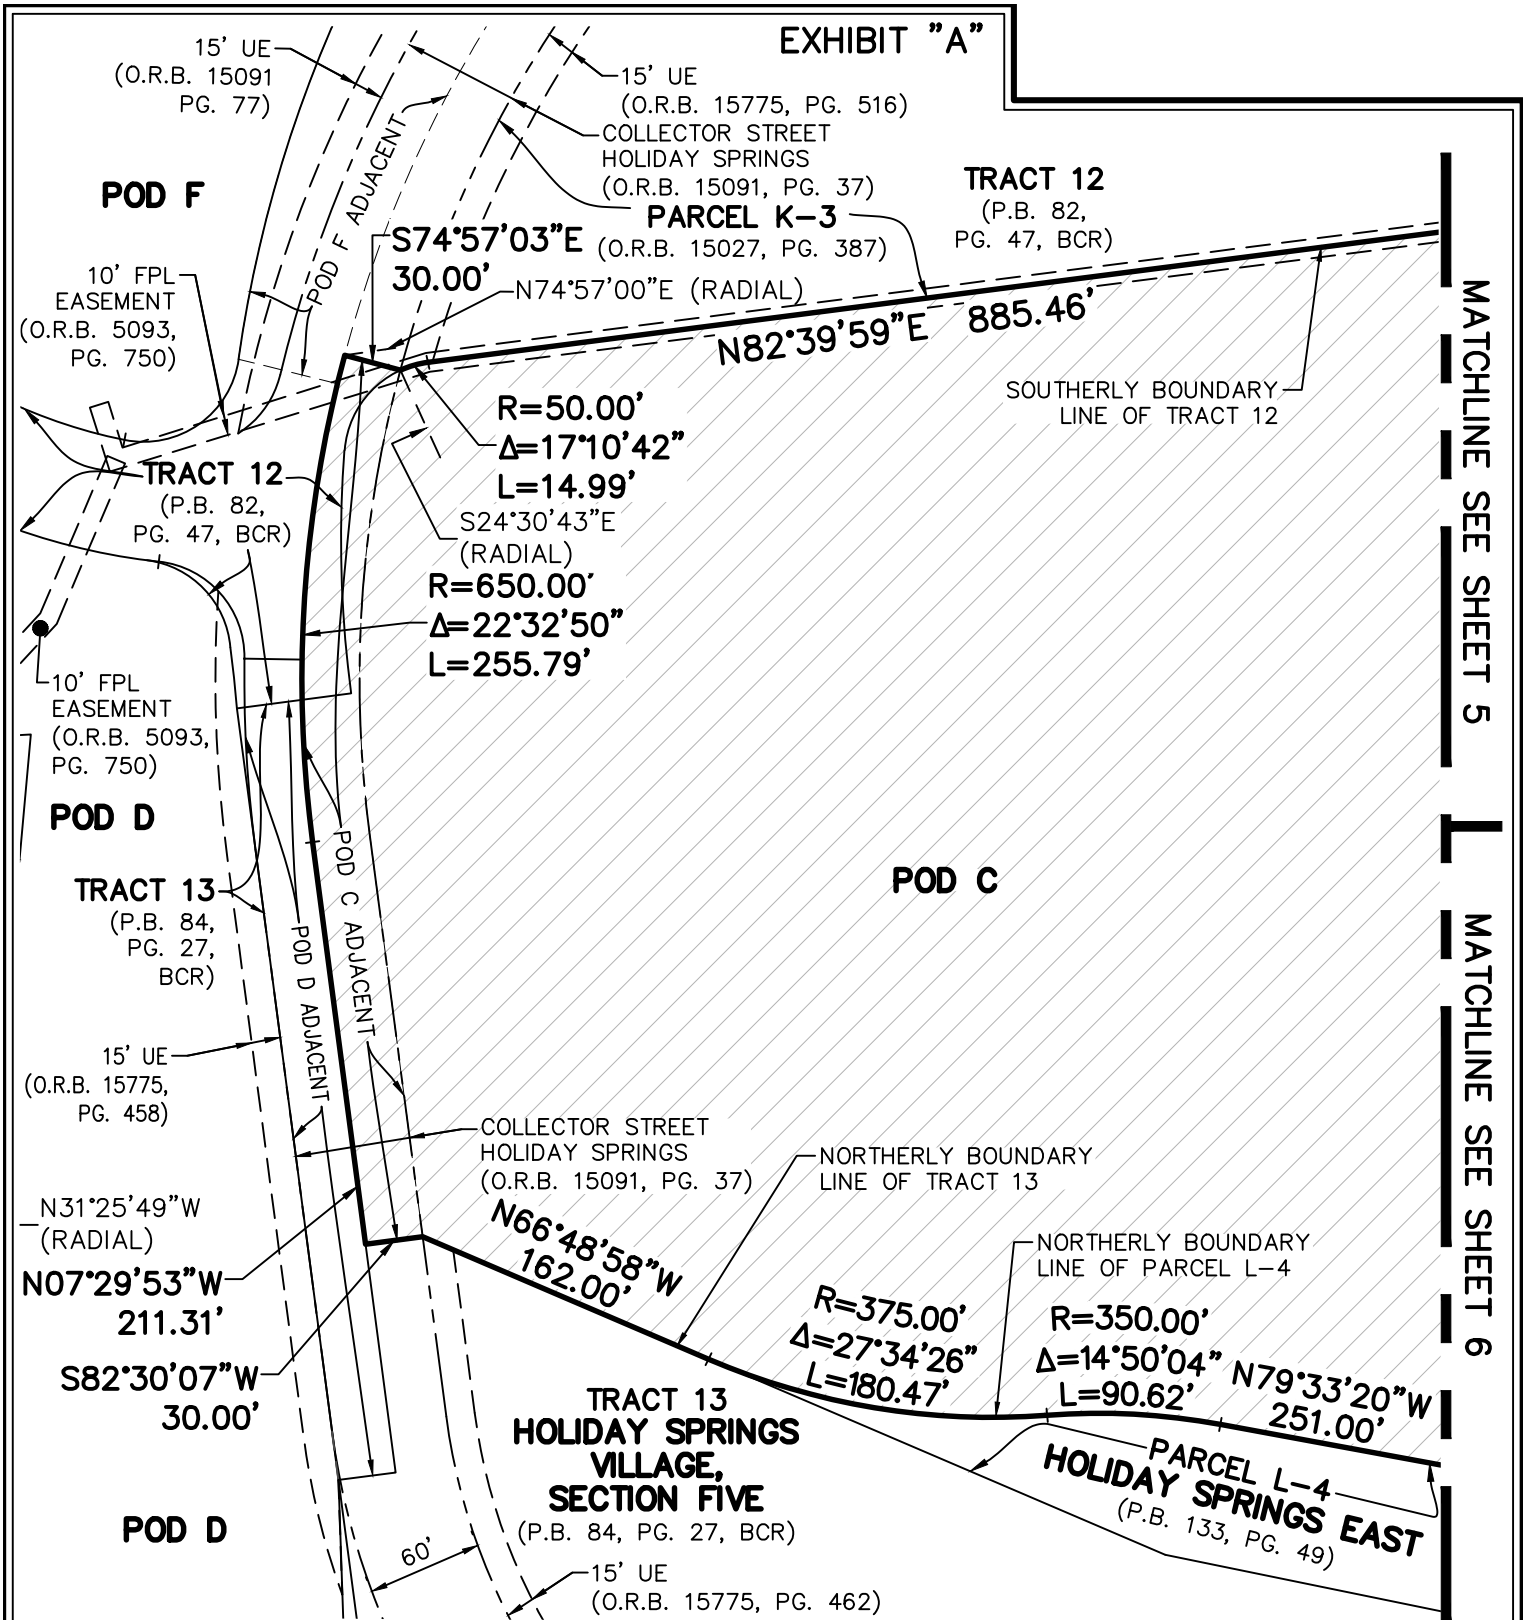 EXHIBIT "A"
15' UE
(O.R.B. 15091
PG. 77)
15' UE
(O.R.B. 15775, PG. 516)
COLLECTOR STREET
HOLIDAY SPRINGS
(O.R.B. 15091, PG. 37)
PARCEL K-3
(O.R.B. 15027, PG. 387)
TRACT 12
(P.B. 82,
PG. 47, BCR)
POD F
POD F ADJACENT
S74°57'03"E
30.00'
N74°57'00"E (RADIAL)
10' FPL
EASEMENT
(O.R.B. 5093,
PG. 750)
N82°39'59"E 885.46'
SOUTHERLY BOUNDARY
LINE OF TRACT 12
MATCHLINE SEE SHEET 5
R=50.00'
Δ=17°10'42"
L=14.99'
S24°30'43"E
(RADIAL)
TRACT 12
(P.B. 82,
PG. 47, BCR)
R=650.00'
Δ=22°32'50"
L=255.79'
10' FPL
EASEMENT
(O.R.B. 5093,
PG. 750)
POD D
TRACT 13
(P.B. 84,
PG. 27,
BCR)
POD C ADJACENT
POD D ADJACENT
POD C
MATCHLINE SEE SHEET 6
15' UE
(O.R.B. 15775,
PG. 458)
COLLECTOR STREET
HOLIDAY SPRINGS
(O.R.B. 15091, PG. 37)
NORTHERLY BOUNDARY
LINE OF TRACT 13
N31°25'49"W
(RADIAL)
N07°29'53"W
211.31'
S82°30'07"W
30.00'
N66°48'58"W
162.00'
NORTHERLY BOUNDARY
LINE OF PARCEL L-4
R=375.00'
Δ=27°34'26"
L=180.47'
R=350.00'
Δ=14°50'04"
L=90.62'
N79°33'20"W
251.00'
TRACT 13
HOLIDAY SPRINGS
VILLAGE,
SECTION FIVE
(P.B. 84, PG. 27, BCR)
PARCEL L-4
HOLIDAY SPRINGS EAST
(P.B. 133, PG. 49)
POD D
60'
15' UE
(O.R.B. 15775, PG. 462)